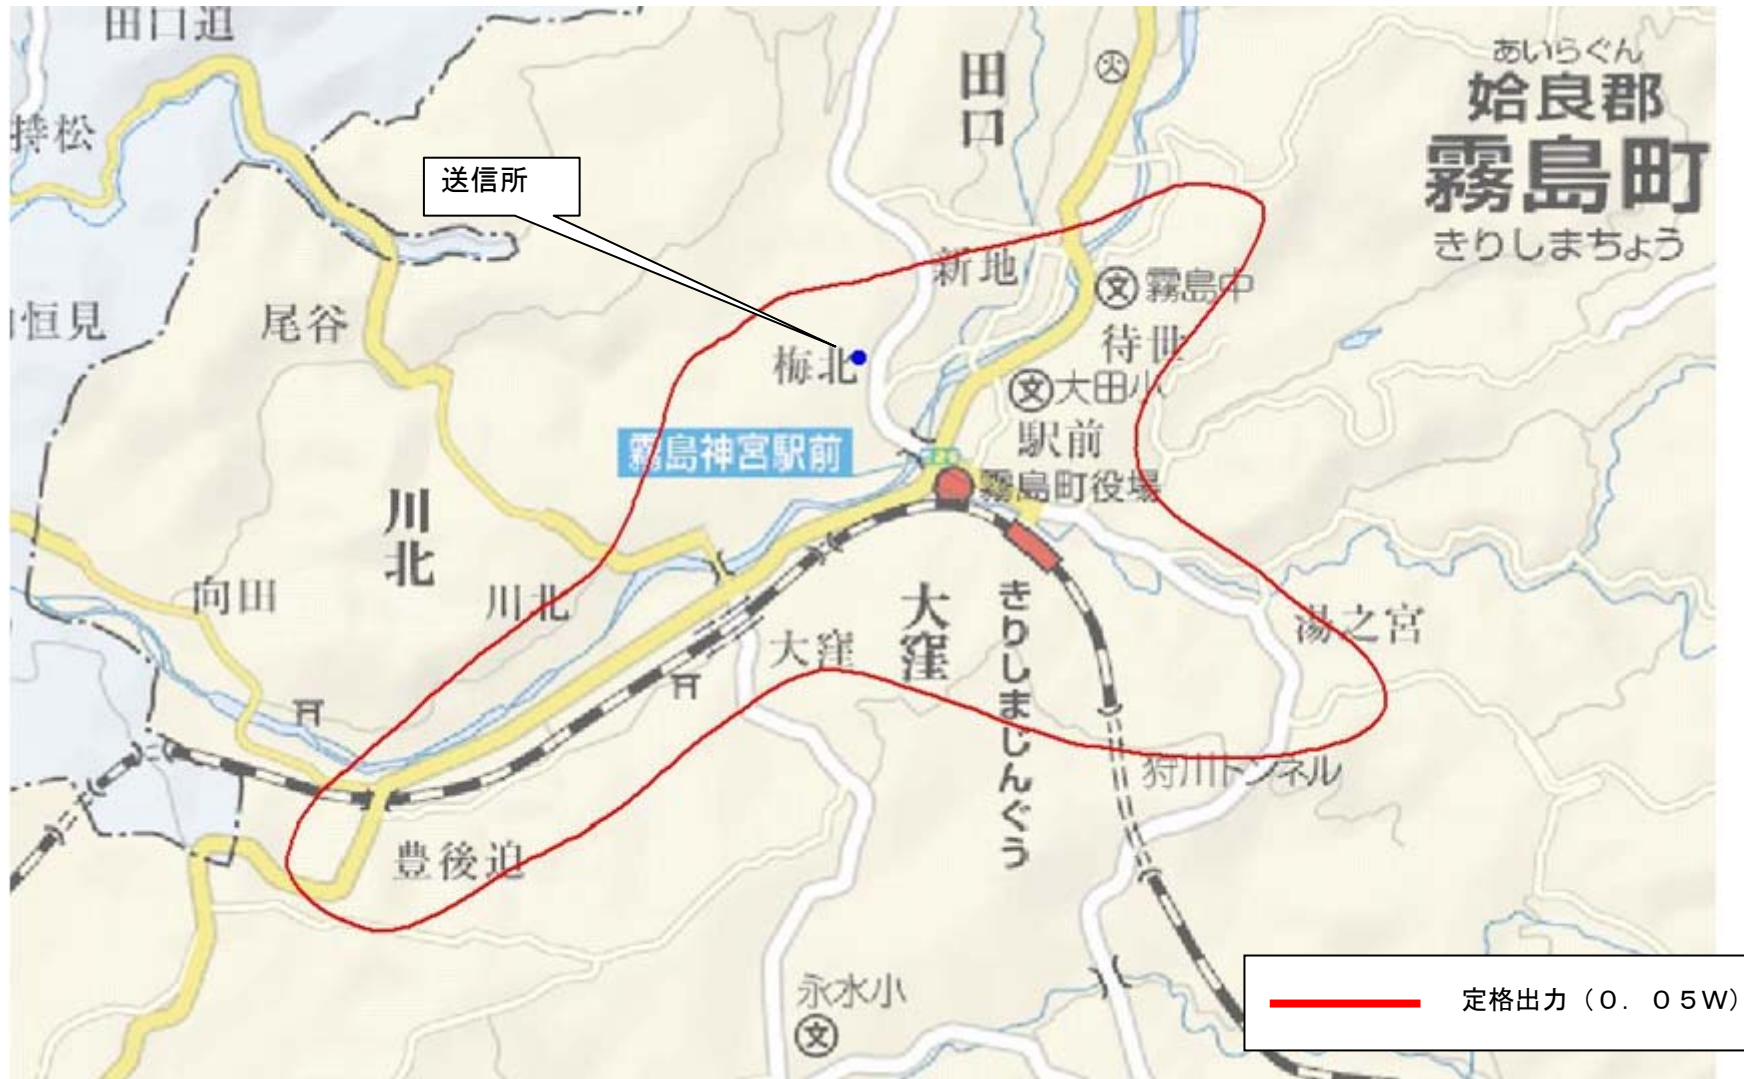 田口迫
田口
あいらぐん
姶良郡
霧島町
きりしまちょう
持松
送信所
新地
霧島中
恒見
尾谷
待世
梅北
大田小
駅前
霧島神宮駅前
霧島町役場
川北
向田
川北
大窪
大窪
きりしまじんぐう
湯之宮
狩川トンネル
豊後迫
永水小
定格出力（０．０５Ｗ）